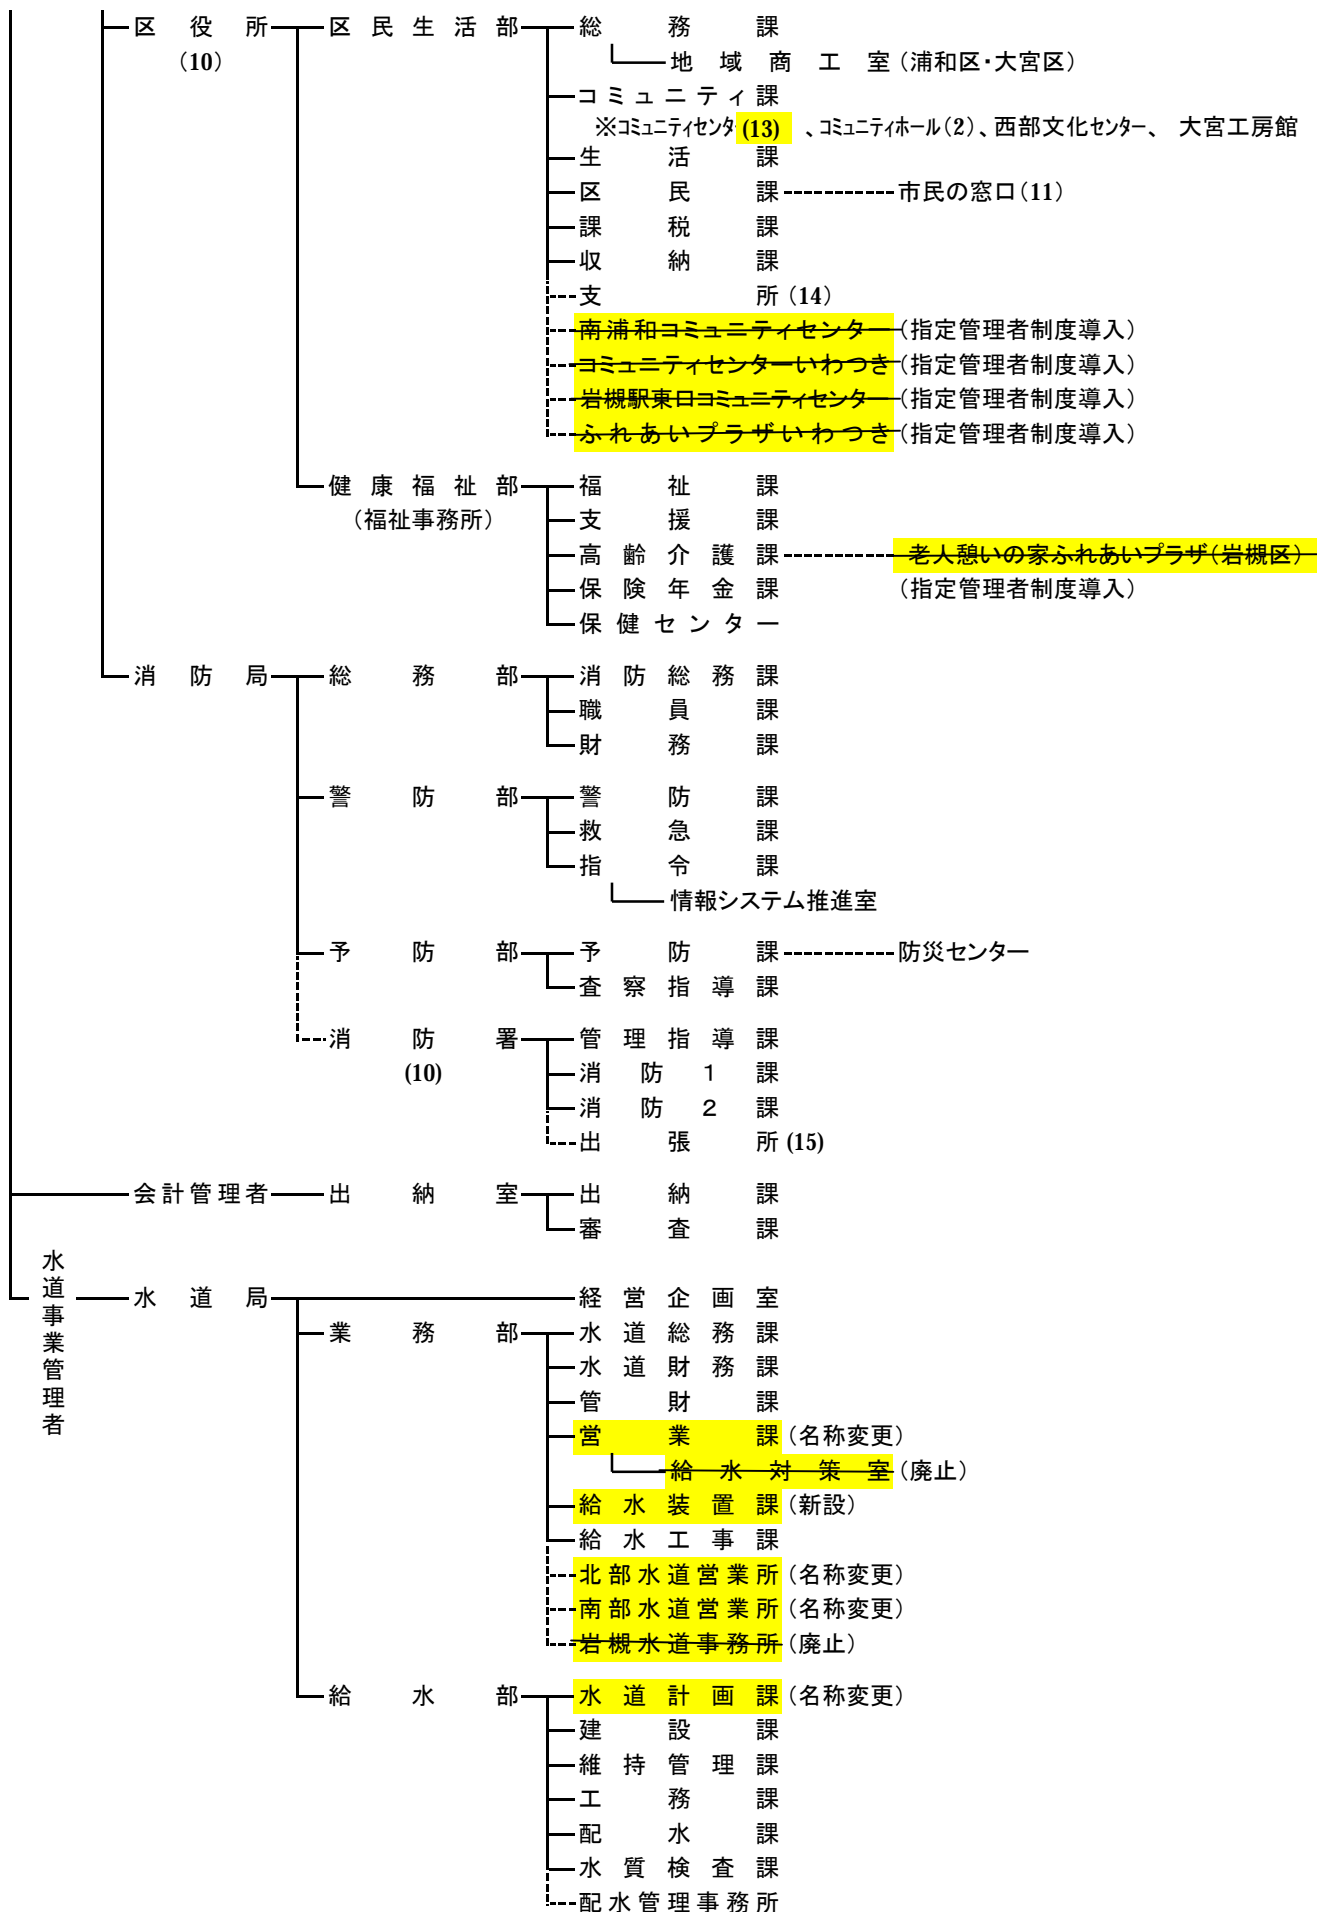 区役所 区民生活部 総務課
(10) 地域商工室(浦和区・大宮区)
コミュニティ課
※コミュニティセンター(13)、コミュニティホール(2)、西部文化センター、 大宮工房館
生活課
区民課 市民の窓口(11)
課税課
収納課
支所(14)
南浦和コミュニティセンター(指定管理者制度導入)
コミュニティセンターいわつき(指定管理者制度導入)
岩槻駅東口コミュニティセンター(指定管理者制度導入)
ふれあいプラザいわつき(指定管理者制度導入)
健康福祉部 福祉課
(福祉事務所) 支援課
高齢介護課 老人憩いの家ふれあいプラザ(岩槻区)
保険年金課 (指定管理者制度導入)
保健センター
消防局 総務部 消防総務課
職員課
財務課
警防部 警防課
救急課
指令課
情報システム推進室
予防部 予防課 防災センター
査察指導課
消防署 管理指導課
(10) 消防1課
消防2課
出張所(15)
会計管理者 出納室 出納課
審査課
水道事業管理者 水道局 経営企画室
業務部 水道総務課
水道財務課
管財課
営業課(名称変更)
給水対策室(廃止)
給水装置課(新設)
給水工事課
北部水道営業所(名称変更)
南部水道営業所(名称変更)
岩槻水道事務所(廃止)
給水部 水道計画課(名称変更)
建設課
維持管理課
工務課
配水課
水質検査課
配水管理事務所